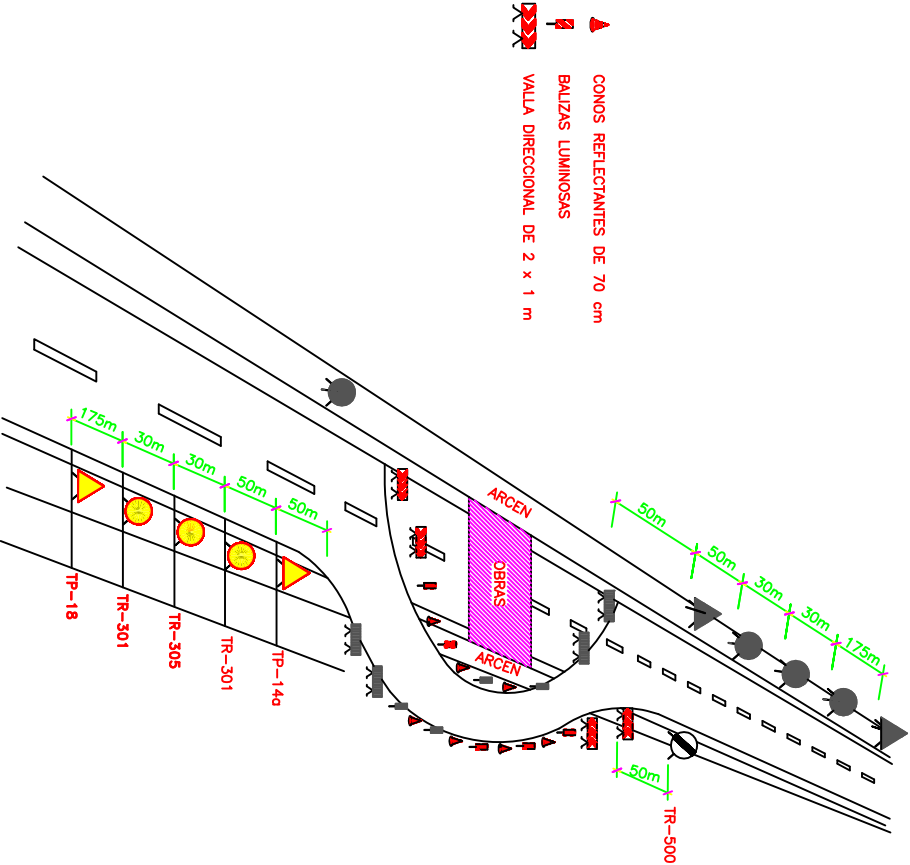 CONOS REFLECTANTES DE 70 cm
BALIZAS LUMINOSAS
VALLA DIRECCIONAL DE 2 x 1 m
50m
50m
30m
30m
175m
ARCEN
OBRAS
ARCEN
175m
30m
30m
50m
50m
TP-18
TR-301
TR-305
TR-301
TP-14a
50m
TR-500